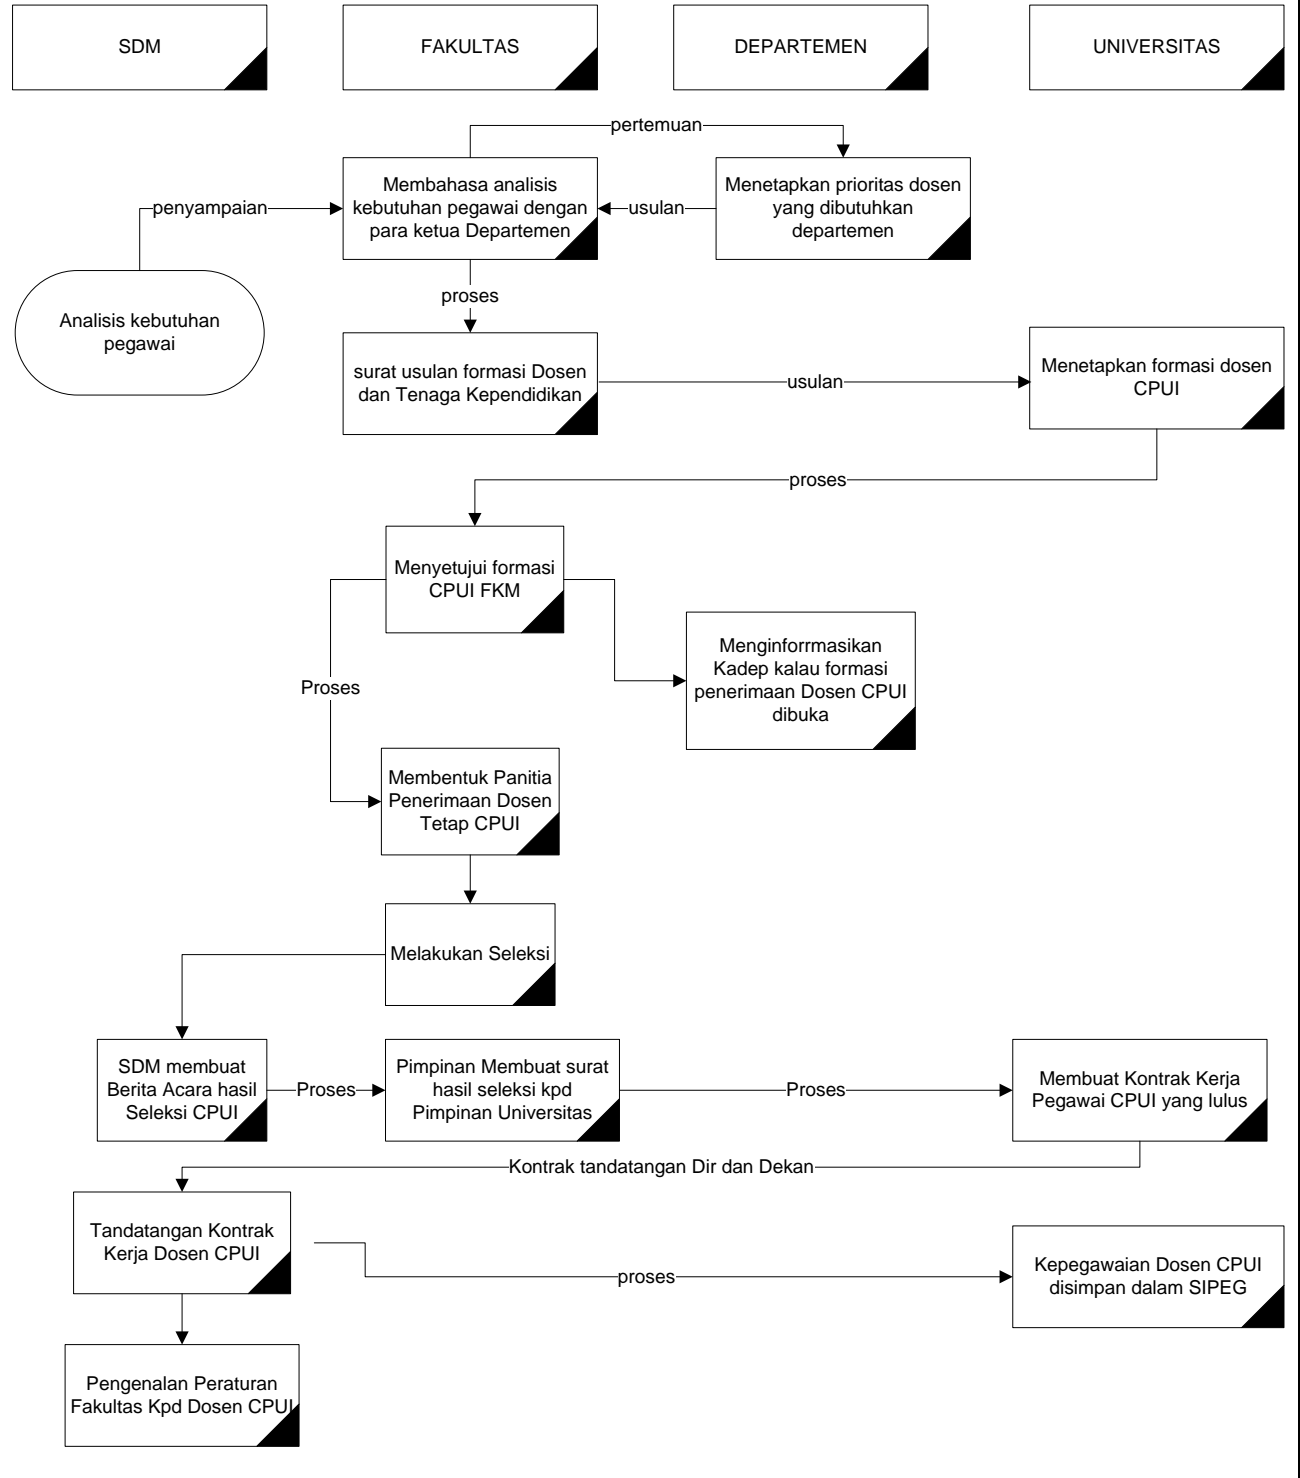 SDM
FAKULTAS
DEPARTEMEN
UNIVERSITAS
pertemuan
Membahasa analisis
kebutuhan pegawai dengan
para ketua Departemen
Menetapkan prioritas dosen
yang dibutuhkan
departemen
penyampaian
usulan
Analisis kebutuhan
pegawai
proses
surat usulan formasi Dosen
dan Tenaga Kependidikan
usulan
Menetapkan formasi dosen
CPUI
proses
Menyetujui formasi
CPUI FKM
Menginforrmasikan
Kadep kalau formasi
penerimaan Dosen CPUI
dibuka
Proses
Membentuk Panitia
Penerimaan Dosen
Tetap CPUI
Melakukan Seleksi
SDM membuat
Berita Acara hasil
Seleksi CPUI
Proses
Pimpinan Membuat surat
hasil seleksi kpd
Pimpinan Universitas
Proses
Membuat Kontrak Kerja
Pegawai CPUI yang lulus
Kontrak tandatangan Dir dan Dekan
Tandatangan Kontrak
Kerja Dosen CPUI
proses
Kepegawaian Dosen CPUI
disimpan dalam SIPEG
Pengenalan Peraturan
Fakultas Kpd Dosen CPUI